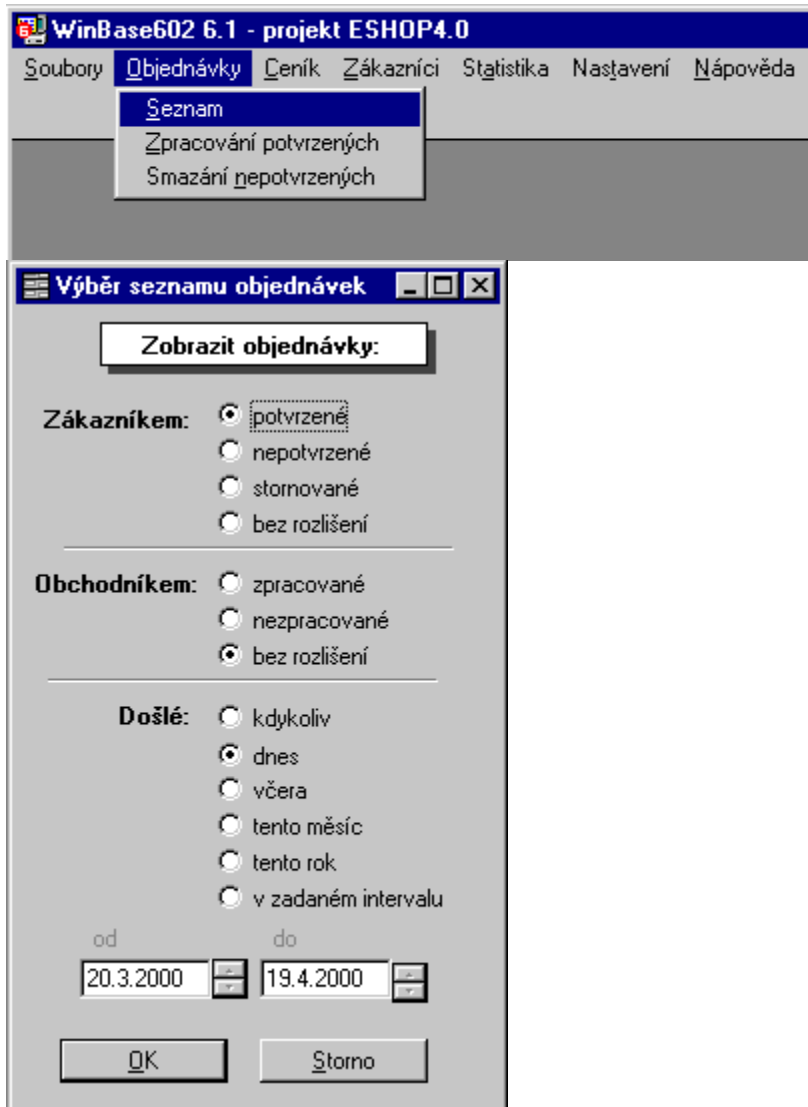 WinBase602 6.1 - projekt ESHOP4.0
Soubory Objednávky Ceník Zákazníci Statistika Nastavení Nápověda
Seznam
Zpracování potvrzených
Smazání nepotvrzených
Výběr seznamu objednávek
Zobrazit objednávky:
Zákazníkem: potvrzené
nepotvrzené
stornované
bez rozlišení
Obchodníkem: zpracované
nezpracované
bez rozlišení
Došlé: kdykoliv
dnes
včera
tento měsíc
tento rok
v zadaném intervalu
od do
20.3.2000 19.4.2000
OK Storno